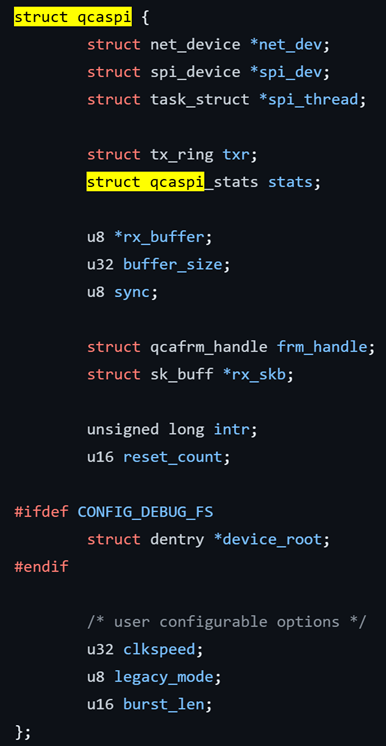 struct qcaspi {
struct net_device *net_dev;
struct spi_device *spi_dev;
struct task_struct *spi_thread;
struct tx_ring txr;
struct qcaspi_stats stats;
u8 *rx_buffer;
u32 buffer_size;
u8 sync;
struct qcafrm_handle frm_handle;
struct sk_buff *rx_skb;
unsigned long intr;
u16 reset_count;
#ifdef CONFIG_DEBUG_FS
struct dentry *device_root;
#endif
/* user configurable options */
u32 clkspeed;
u8 legacy_mode;
u16 burst_len;
};